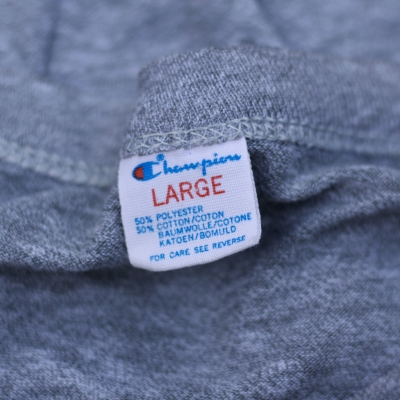 Champion
LARGE
50% POLYESTER
50% COTTON/COTON
BAUMWOLLE/COTONE
KATOEN/BOMULD
FOR CARE SEE REVERSE